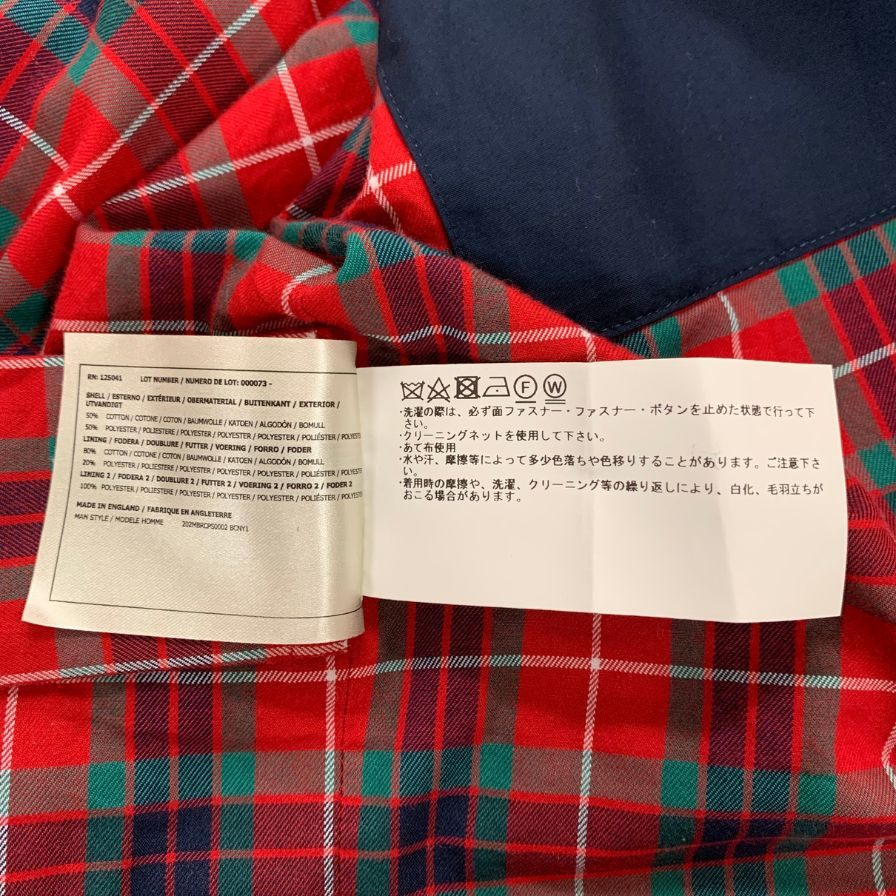 RN: 125041 LOT NUMBER / NUMERO DE LOT: 000073 -
SHELL / ESTERNO / EXTÉRIEUR / OBERMATERIAL / BUITENKANT / EXTERIOR /
UTVANDIGT
50% COTTON / COTONE / COTON / BAUMWOLLE / KATOEN / ALGODÓN / BOMULL
50% POLYESTER / POLIESTERE / POLYESTER / POLYESTER / POLYESTER / POLIÉSTER / POLYESTER
LINING / FODERA / DOUBLURE / FUTTER / VOERING / FORRO / FODER
80% COTTON / COTONE / COTON / BAUMWOLLE / KATOEN / ALGODÓN / BOMULL
20% POLYESTER / POLIESTERE / POLYESTER / POLYESTER / POLYESTER / POLIÉSTER / POLYESTER
LINING 2 / FODERA 2 / DOUBLURE 2 / FUTTER 2 / VOERING 2 / FORRO 2 / FODER 2
100% POLYESTER / POLIESTERE / POLYESTER / POLYESTER / POLYESTER / POLIÉSTER / POLYESTER
MADE IN ENGLAND / FABRIQUE EN ANGLETERRE
MAN STYLE / MODELE HOMME 202MBRCPS0002 BCNY1
F W
・洗濯の際は、必ず面ファスナー・ファスナー・ボタンを止めた状態で行って下
さい。
・クリーニングネットを使用して下さい。
・あて布使用
・水や汗、摩擦等によって多少色落ちや色移りすることがあります。ご注意下さ
い。
・着用時の摩擦や、洗濯、クリーニング等の繰り返しにより、白化、毛羽立ちが
おこる場合があります。